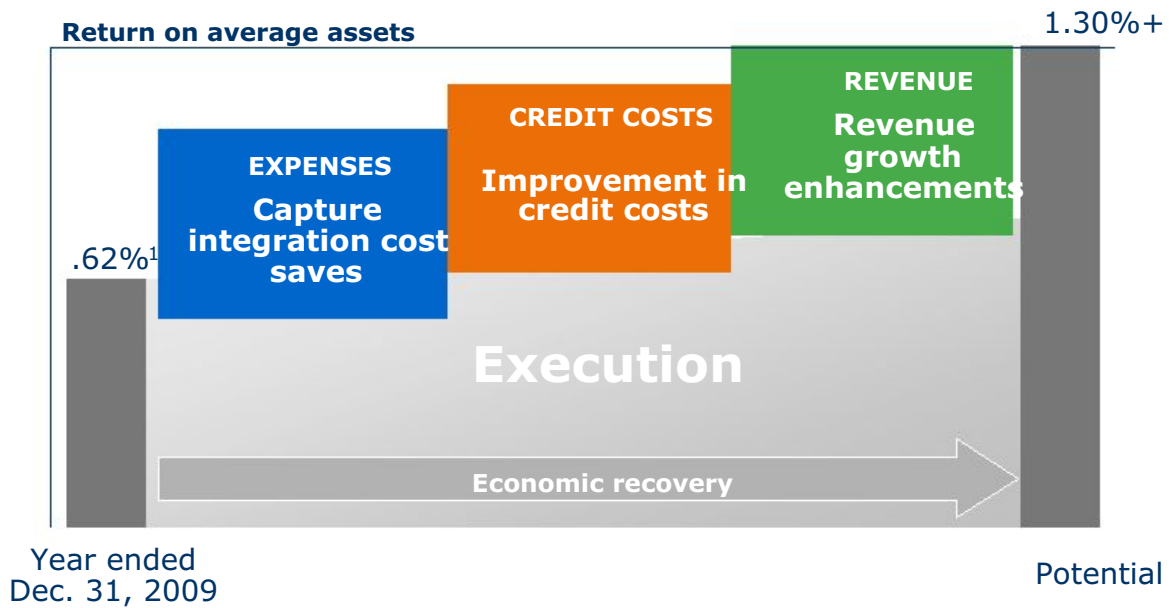 1.30%+
Return on average assets
REVENUE
Revenue
growth
enhancements
CREDIT COSTS
Improvement in
credit costs
EXPENSES
Capture
integration cost
saves
.62%¹
Execution
Economic recovery
Year ended
Dec. 31, 2009
Potential